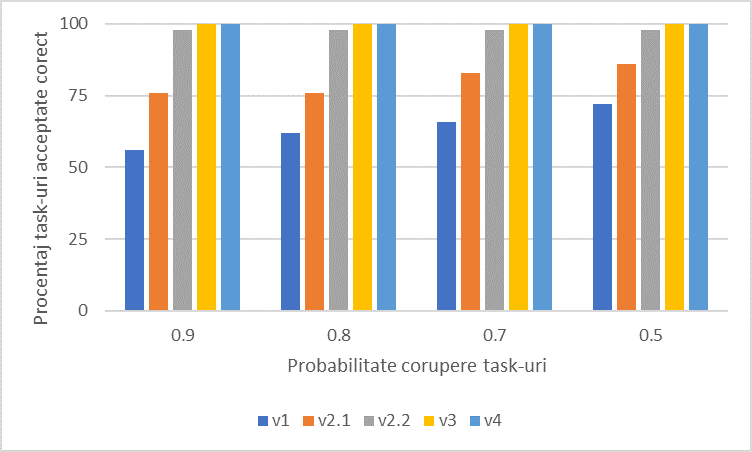 Procentaj task-uri acceptate corect
100
75
50
25
0
0.9 0.8 0.7 0.5
Probabilitate corupere task-uri
v1 v2.1 v2.2 v3 v4